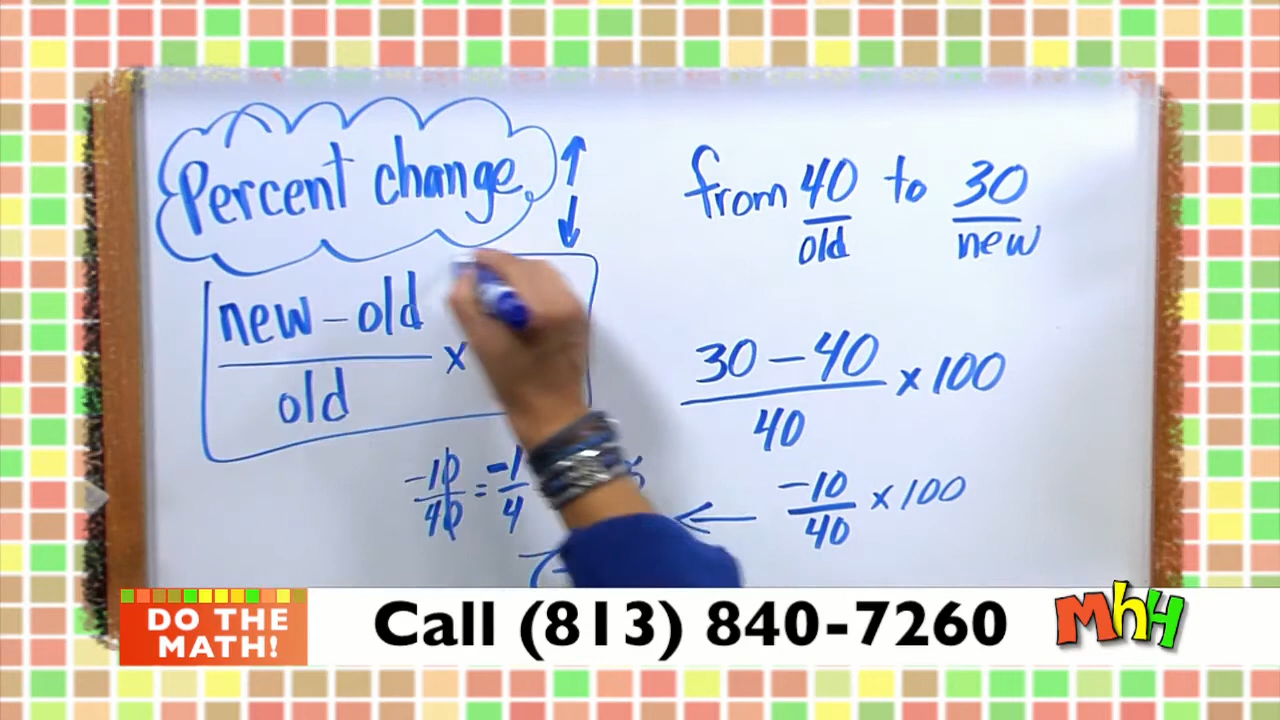 Percent change
new - old
old
x
from 40 to 30
old
new
30 - 40
40
x 100
-10
40
x 100
-10
40
=
-1
4
DO THE
MATH!
Call (813) 840-7260
Mh4